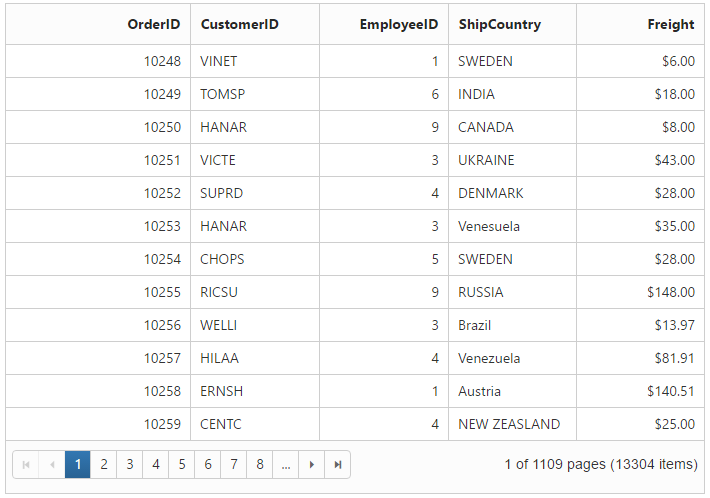 OrderID CustomerID EmployeeID ShipCountry Freight
10248 VINET 1 SWEDEN $6.00
10249 TOMSP 6 INDIA $18.00
10250 HANAR 9 CANADA $8.00
10251 VICTE 3 UKRAINE $43.00
10252 SUPRD 4 DENMARK $28.00
10253 HANAR 3 Venesuela $35.00
10254 CHOPS 5 SWEDEN $28.00
10255 RICSU 9 RUSSIA $148.00
10256 WELLI 3 Brazil $13.97
10257 HILAA 4 Venezuela $81.91
10258 ERNSH 1 Austria $140.51
10259 CENTC 4 NEW ZEASLAND $25.00
1 2 3 4 5 6 7 8 ... 1 of 1109 pages (13304 items)